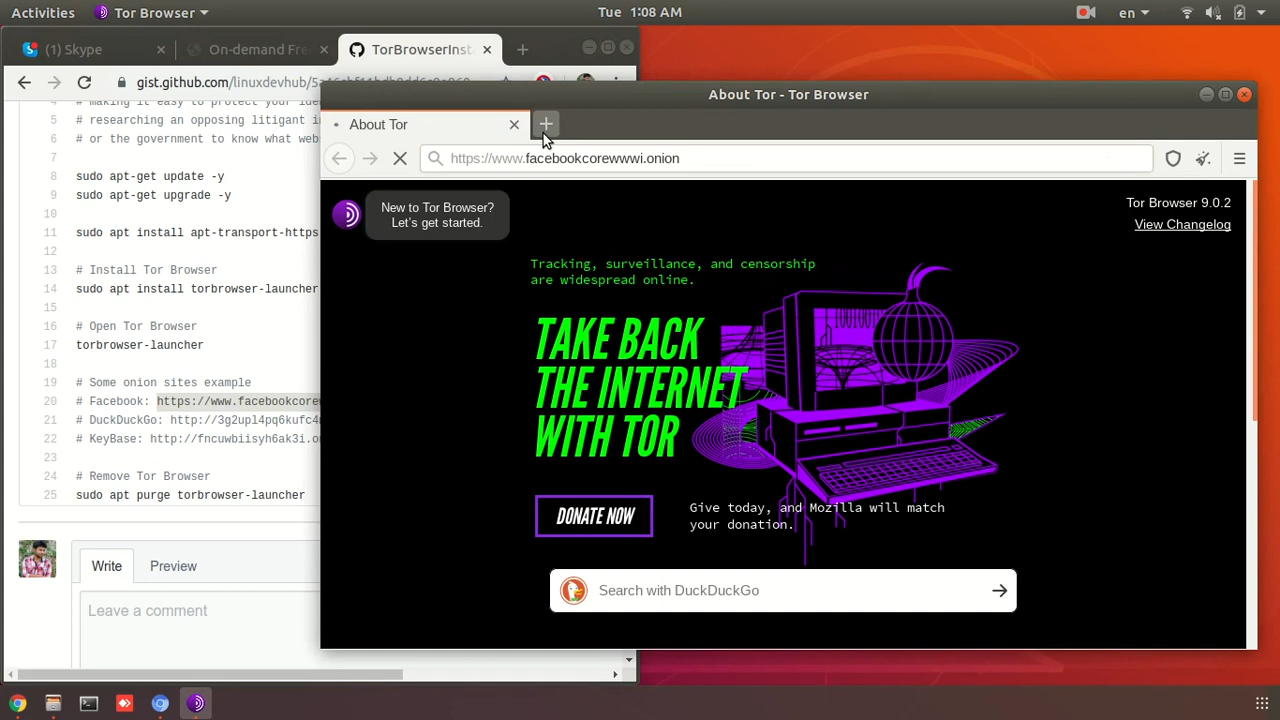 Activities
Tor Browser
Tue 1:08 AM
en
(1) Skype
On-demand Fre
TorBrowserInst
gist.github.com/linuxdevhub/
About Tor - Tor Browser
About Tor
https://www.facebookcorewwwi.onion
4 # making it easy to protect your ide
5 # researching an opposing litigant i
6 # or the government to know what web
7
8 sudo apt-get update -y
9 sudo apt-get upgrade -y
10
11 sudo apt install apt-transport-https
12
13 # Install Tor Browser
14 sudo apt install torbrowser-launcher
15
16 # Open Tor Browser
17 torbrowser-launcher
18
19 # Some onion sites example
20 # Facebook: https://www.facebookcore
21 # DuckDuckGo: http://3g2upl4pq6kufc4m
22 # KeyBase: http://fncuwbiisyh6ak3i.o
23
24 # Remove Tor Browser
25 sudo apt purge torbrowser-launcher
Write
Preview
Leave a comment
New to Tor Browser?
Let's get started.
Tor Browser 9.0.2
View Changelog
Tracking, surveillance, and censorship
are widespread online.
TAKE BACK
THE INTERNET
WITH TOR
DONATE NOW
Give today, and Mozilla will match
your donation.
Search with DuckDuckGo